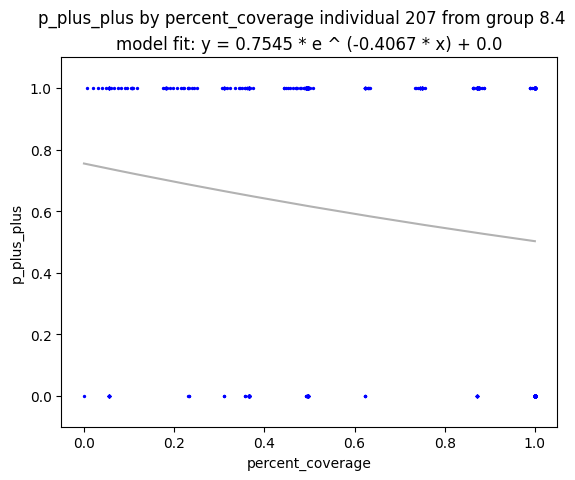 p_plus_plus by percent_coverage individual 207 from group 8.4
model fit: y = 0.7545 * e ^ (-0.4067 * x) + 0.0
1.0
0.8
0.6
0.4
0.2
0.0
p_plus_plus
0.0 0.2 0.4 0.6 0.8 1.0
percent_coverage